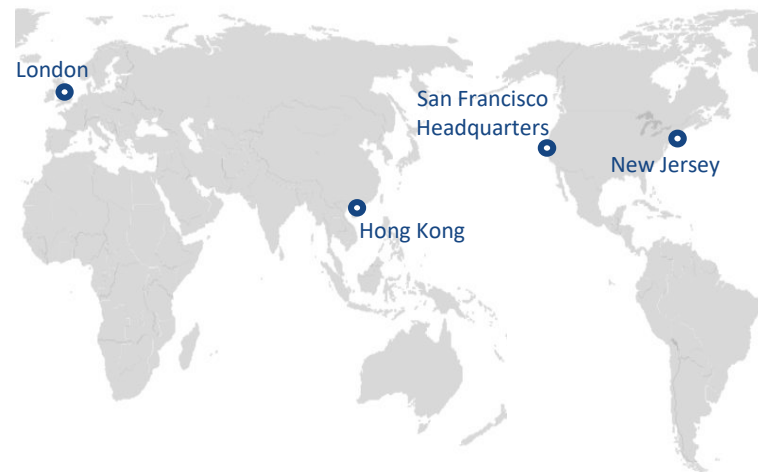 London
San Francisco
Headquarters
New Jersey
Hong Kong